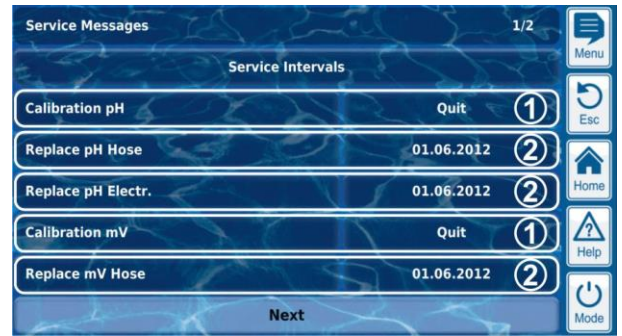 Service Messages 1/2
Service Intervals
Calibration pH Quit ①
Replace pH Hose 01.06.2012 ②
Replace pH Electr. 01.06.2012 ②
Calibration mV Quit ①
Replace mV Hose 01.06.2012 ②
Next
Menu
Esc
Home
?
Help
Mode